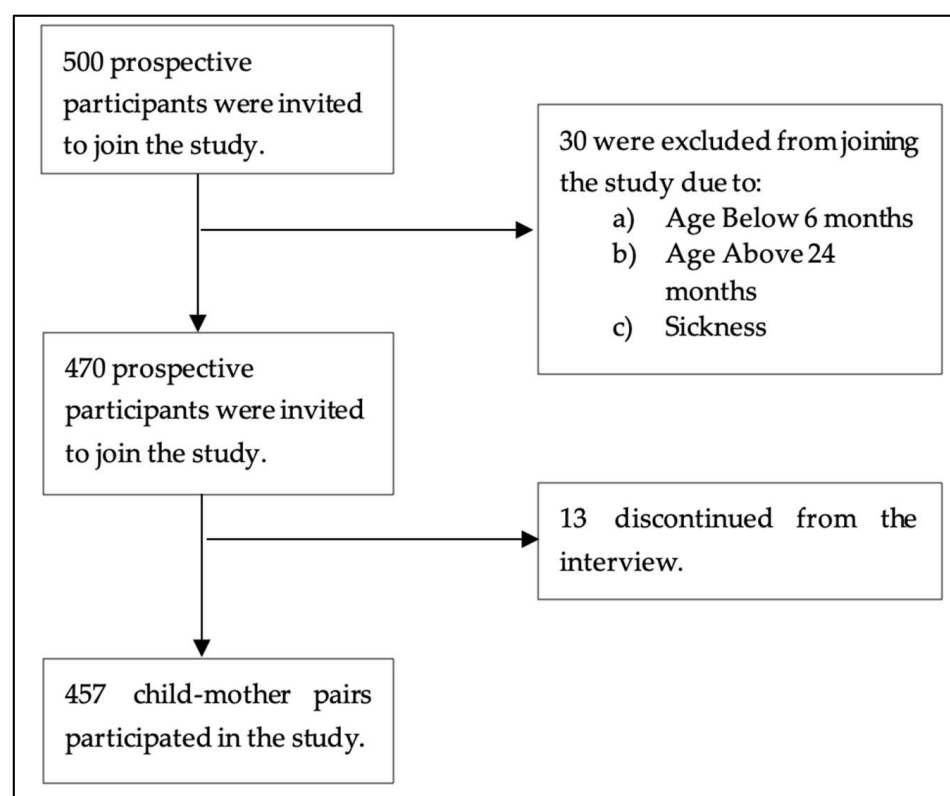 500 prospective
participants were invited
to join the study.
30 were excluded from joining
the study due to:
a) Age Below 6 months
b) Age Above 24
months
c) Sickness
470 prospective
participants were invited
to join the study.
13 discontinued from the
interview.
457 child-mother pairs
participated in the study.